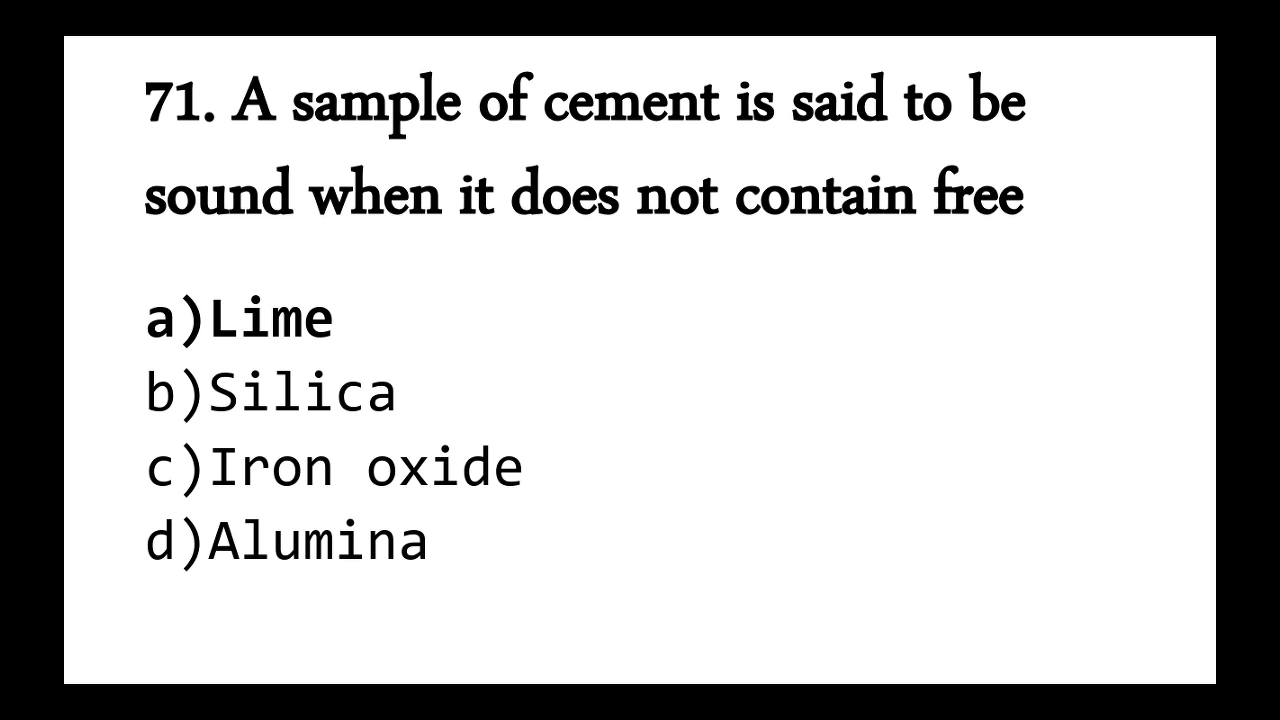 71. A sample of cement is said to be
sound when it does not contain free
a)Lime
b)Silica
c)Iron oxide
d)Alumina